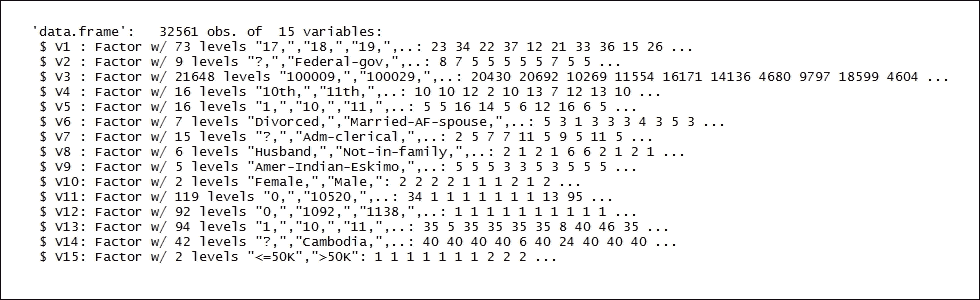 'data.frame':   32561 obs. of  15 variables:
 $ V1 : Factor w/ 73 levels "17,","18,","19,",..: 23 34 22 37 12 21 33 36 15 26 ...
 $ V2 : Factor w/ 9 levels "?,","Federal-gov,",..: 8 7 5 5 5 5 5 7 5 5 ...
 $ V3 : Factor w/ 21648 levels "100009,","100029,",..: 20430 20692 10269 11554 16171 14136 4680 9797 18599 4604 ...
 $ V4 : Factor w/ 16 levels "10th,","11th,",..: 10 10 12 2 10 13 7 12 13 10 ...
 $ V5 : Factor w/ 16 levels "1,","10,","11,",..: 5 5 16 14 5 6 12 16 6 5 ...
 $ V6 : Factor w/ 7 levels "Divorced,","Married-AF-spouse,",..: 5 3 1 3 3 3 4 3 5 3 ...
 $ V7 : Factor w/ 15 levels "?,","Adm-clerical,",..: 2 5 7 7 11 5 9 5 11 5 ...
 $ V8 : Factor w/ 6 levels "Husband,","Not-in-family,",..: 2 1 2 1 6 6 2 1 2 1 ...
 $ V9 : Factor w/ 5 levels "Amer-Indian-Eskimo,",..: 5 5 5 3 3 5 3 5 5 5 ...
 $ V10: Factor w/ 2 levels "Female,","Male,": 2 2 2 2 1 1 1 2 1 2 ...
 $ V11: Factor w/ 119 levels "0,","10520,",..: 34 1 1 1 1 1 1 1 13 95 ...
 $ V12: Factor w/ 92 levels "0,","1092,","1138,",..: 1 1 1 1 1 1 1 1 1 1 ...
 $ V13: Factor w/ 94 levels "1,","10,","11,",..: 35 5 35 35 35 35 8 40 46 35 ...
 $ V14: Factor w/ 42 levels "?,","Cambodia,",..: 40 40 40 40 6 40 24 40 40 40 ...
 $ V15: Factor w/ 2 levels "<=50K",">50K": 1 1 1 1 1 1 1 2 2 2 ...